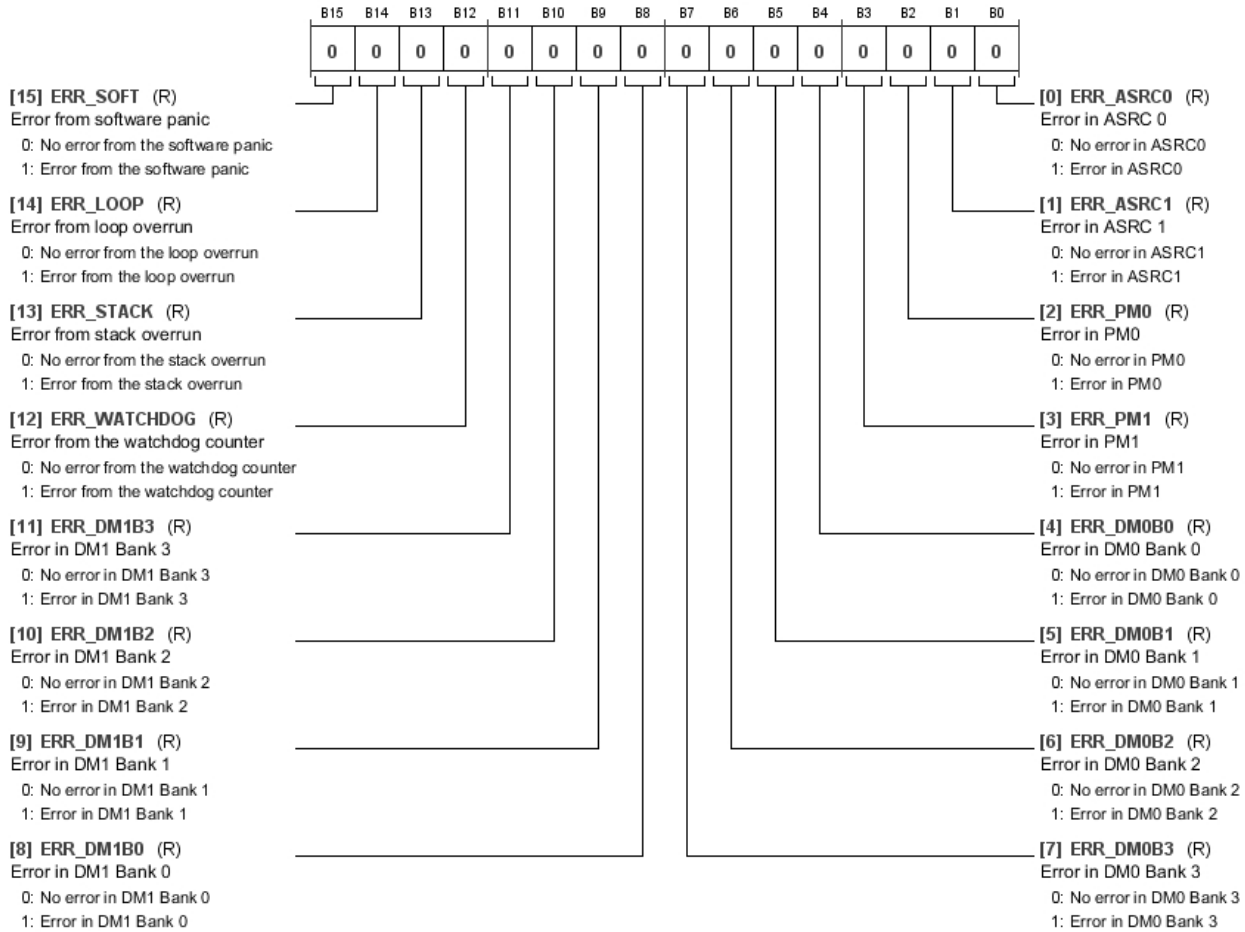 B15 B14 B13 B12 B11 B10 B9 B8 B7 B6 B5 B4 B3 B2 B1 B0
0 0 0 0 0 0 0 0 0 0 0 0 0 0 0 0
[15] ERR_SOFT (R)
Error from software panic
0: No error from the software panic
1: Error from the software panic
[14] ERR_LOOP (R)
Error from loop overrun
0: No error from the loop overrun
1: Error from the loop overrun
[13] ERR_STACK (R)
Error from stack overrun
0: No error from the stack overrun
1: Error from the stack overrun
[12] ERR_WATCHDOG (R)
Error from the watchdog counter
0: No error from the watchdog counter
1: Error from the watchdog counter
[11] ERR_DM1B3 (R)
Error in DM1 Bank 3
0: No error in DM1 Bank 3
1: Error in DM1 Bank 3
[10] ERR_DM1B2 (R)
Error in DM1 Bank 2
0: No error in DM1 Bank 2
1: Error in DM1 Bank 2
[9] ERR_DM1B1 (R)
Error in DM1 Bank 1
0: No error in DM1 Bank 1
1: Error in DM1 Bank 1
[8] ERR_DM1B0 (R)
Error in DM1 Bank 0
0: No error in DM1 Bank 0
1: Error in DM1 Bank 0
[0] ERR_ASRC0 (R)
Error in ASRC 0
0: No error in ASRC0
1: Error in ASRC0
[1] ERR_ASRC1 (R)
Error in ASRC 1
0: No error in ASRC1
1: Error in ASRC1
[2] ERR_PM0 (R)
Error in PM0
0: No error in PM0
1: Error in PM0
[3] ERR_PM1 (R)
Error in PM1
0: No error in PM1
1: Error in PM1
[4] ERR_DM0B0 (R)
Error in DM0 Bank 0
0: No error in DM0 Bank 0
1: Error in DM0 Bank 0
[5] ERR_DM0B1 (R)
Error in DM0 Bank 1
0: No error in DM0 Bank 1
1: Error in DM0 Bank 1
[6] ERR_DM0B2 (R)
Error in DM0 Bank 2
0: No error in DM0 Bank 2
1: Error in DM0 Bank 2
[7] ERR_DM0B3 (R)
Error in DM0 Bank 3
0: No error in DM0 Bank 3
1: Error in DM0 Bank 3